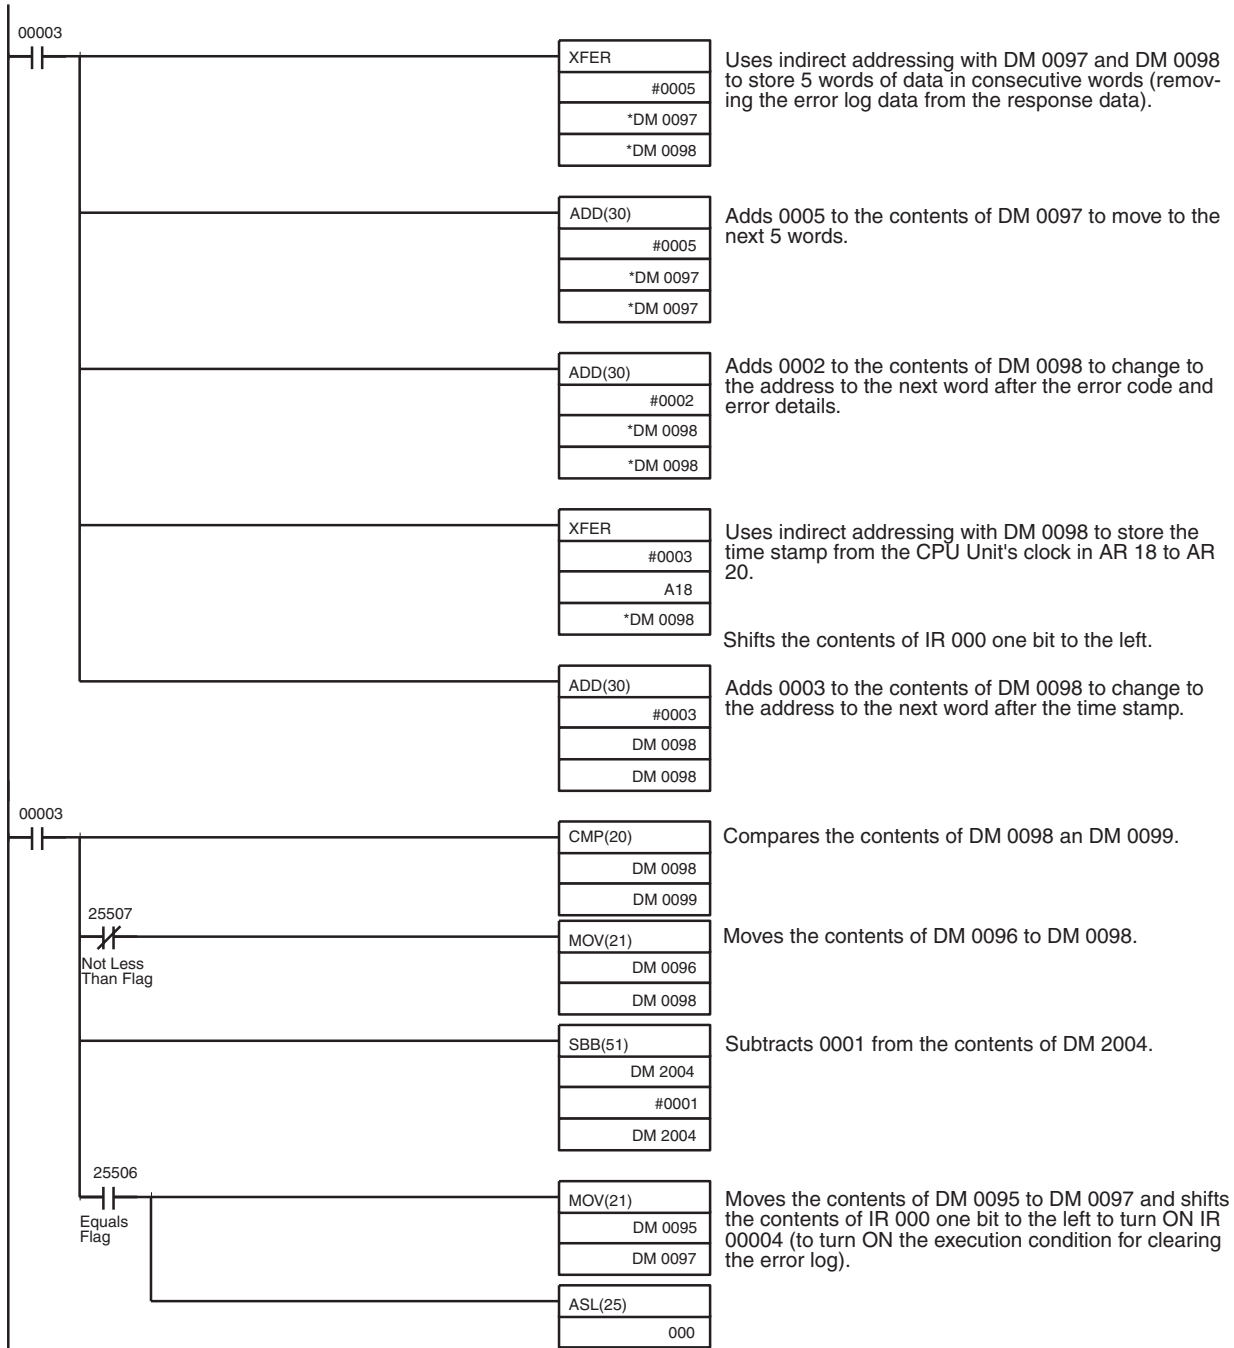 00003
XFER
#0005
*DM 0097
*DM 0098
Uses indirect addressing with DM 0097 and DM 0098
to store 5 words of data in consecutive words (remov-
ing the error log data from the response data).
ADD(30)
#0005
*DM 0097
*DM 0097
Adds 0005 to the contents of DM 0097 to move to the
next 5 words.
ADD(30)
#0002
*DM 0098
*DM 0098
Adds 0002 to the contents of DM 0098 to change to
the address to the next word after the error code and
error details.
XFER
#0003
A18
*DM 0098
Uses indirect addressing with DM 0098 to store the
time stamp from the CPU Unit's clock in AR 18 to AR
20.
Shifts the contents of IR 000 one bit to the left.
ADD(30)
#0003
DM 0098
DM 0098
Adds 0003 to the contents of DM 0098 to change to
the address to the next word after the time stamp.
00003
CMP(20)
DM 0098
DM 0099
Compares the contents of DM 0098 an DM 0099.
25507
Not Less
Than Flag
MOV(21)
DM 0096
DM 0098
Moves the contents of DM 0096 to DM 0098.
SBB(51)
DM 2004
#0001
DM 2004
Subtracts 0001 from the contents of DM 2004.
25506
Equals
Flag
MOV(21)
DM 0095
DM 0097
Moves the contents of DM 0095 to DM 0097 and shifts
the contents of IR 000 one bit to the left to turn ON IR
00004 (to turn ON the execution condition for clearing
the error log).
ASL(25)
000